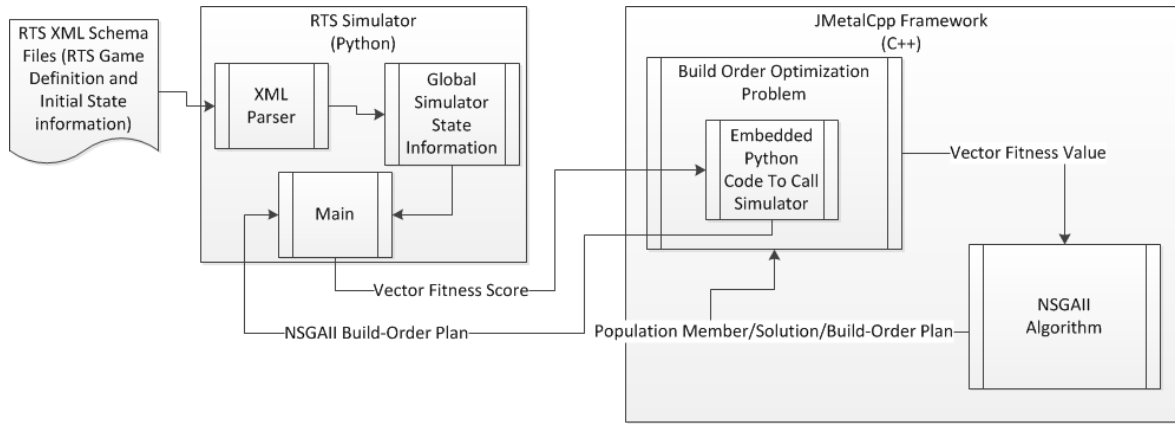 RTS XML Schema
Files (RTS Game
Definition and
Initial State
information)
RTS Simulator
(Python)
XML
Parser
Global
Simulator
State
Information
Main
JMetalCpp Framework
(C++)
Build Order Optimization
Problem
Embedded
Python
Code To Call
Simulator
Vector Fitness Value
NSGAII
Algorithm
Vector Fitness Score
NSGAII Build-Order Plan
Population Member/Solution/Build-Order Plan